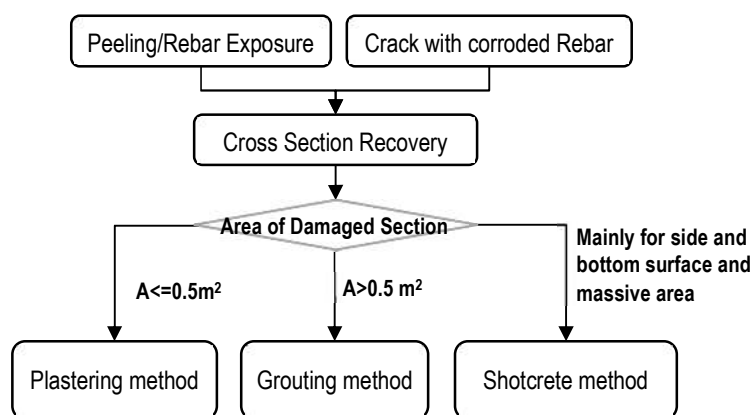 Peeling/Rebar Exposure
Crack with corroded Rebar
Cross Section Recovery
Area of Damaged Section
Mainly for side and
bottom surface and
massive area
A<=0.5m²
A>0.5 m²
Plastering method
Grouting method
Shotcrete method